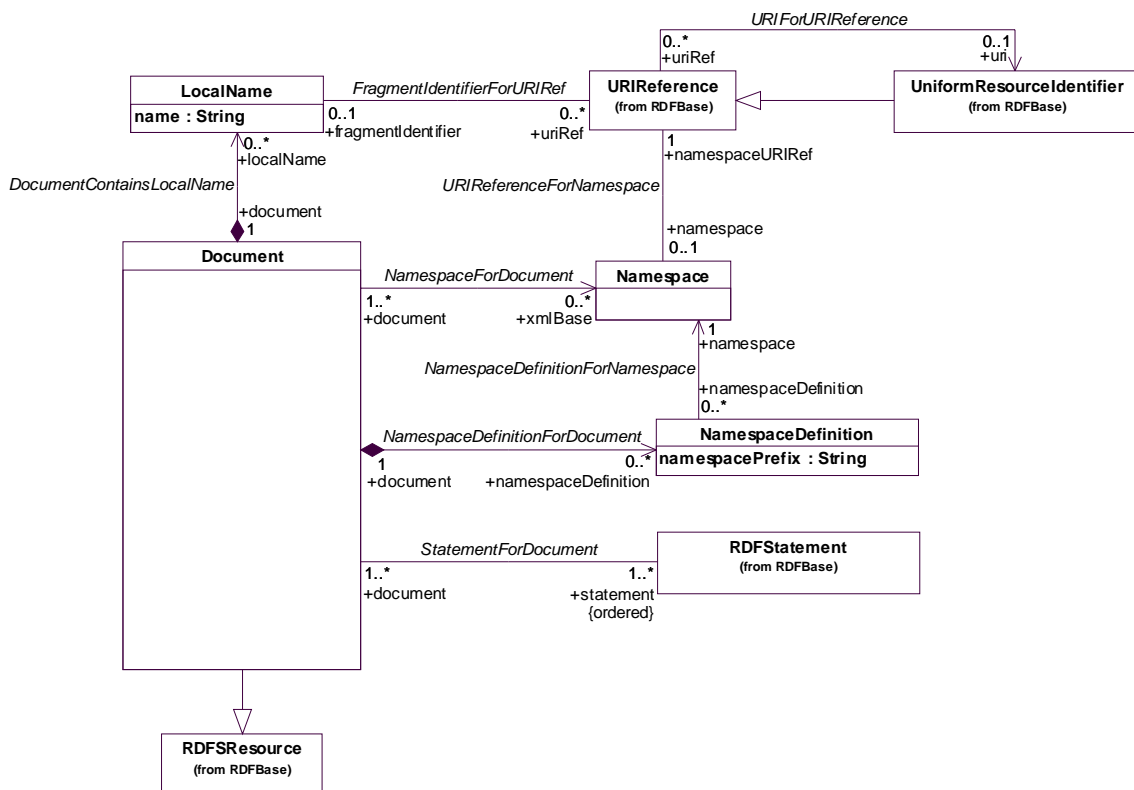 URIForURIReference
0..*
+uriRef
0..1
+uri
LocalName
name : String
FragmentIdentifierForURIRef
0..1
+fragmentIdentifier
0..*
+uriRef
URIReference
(from RDFBase)
UniformResourceIdentifier
(from RDFBase)
0..*
+localName
DocumentContainsLocalName
+document
1
1
+namespaceURIRef
URIReferenceForNamespace
+namespace
0..1
Document
NamespaceForDocument
1..*
+document
0..*
+xmlBase
Namespace
1
+namespace
NamespaceDefinitionForNamespace
+namespaceDefinition
0..*
NamespaceDefinitionForDocument
1
+document
0..*
+namespaceDefinition
NamespaceDefinition
namespacePrefix : String
StatementForDocument
1..*
+document
1..*
+statement
{ordered}
RDFStatement
(from RDFBase)
RDFSResource
(from RDFBase)